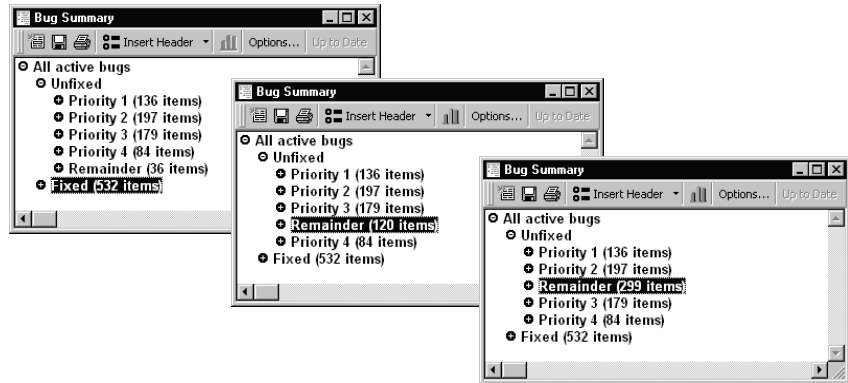 Bug Summary
Insert Header Options... Up to Date
All active bugs
Unfixed
Priority 1 (136 items)
Priority 2 (197 items)
Priority 3 (179 items)
Priority 4 (84 items)
Remainder (36 items)
Fixed (532 items)
Bug Summary
Insert Header Options... Up to Date
All active bugs
Unfixed
Priority 1 (136 items)
Priority 2 (197 items)
Priority 3 (179 items)
Remainder (120 items)
Priority 4 (84 items)
Fixed (532 items)
Bug Summary
Insert Header Options... Up to Date
All active bugs
Unfixed
Priority 1 (136 items)
Priority 2 (197 items)
Remainder (299 items)
Priority 3 (179 items)
Priority 4 (84 items)
Fixed (532 items)